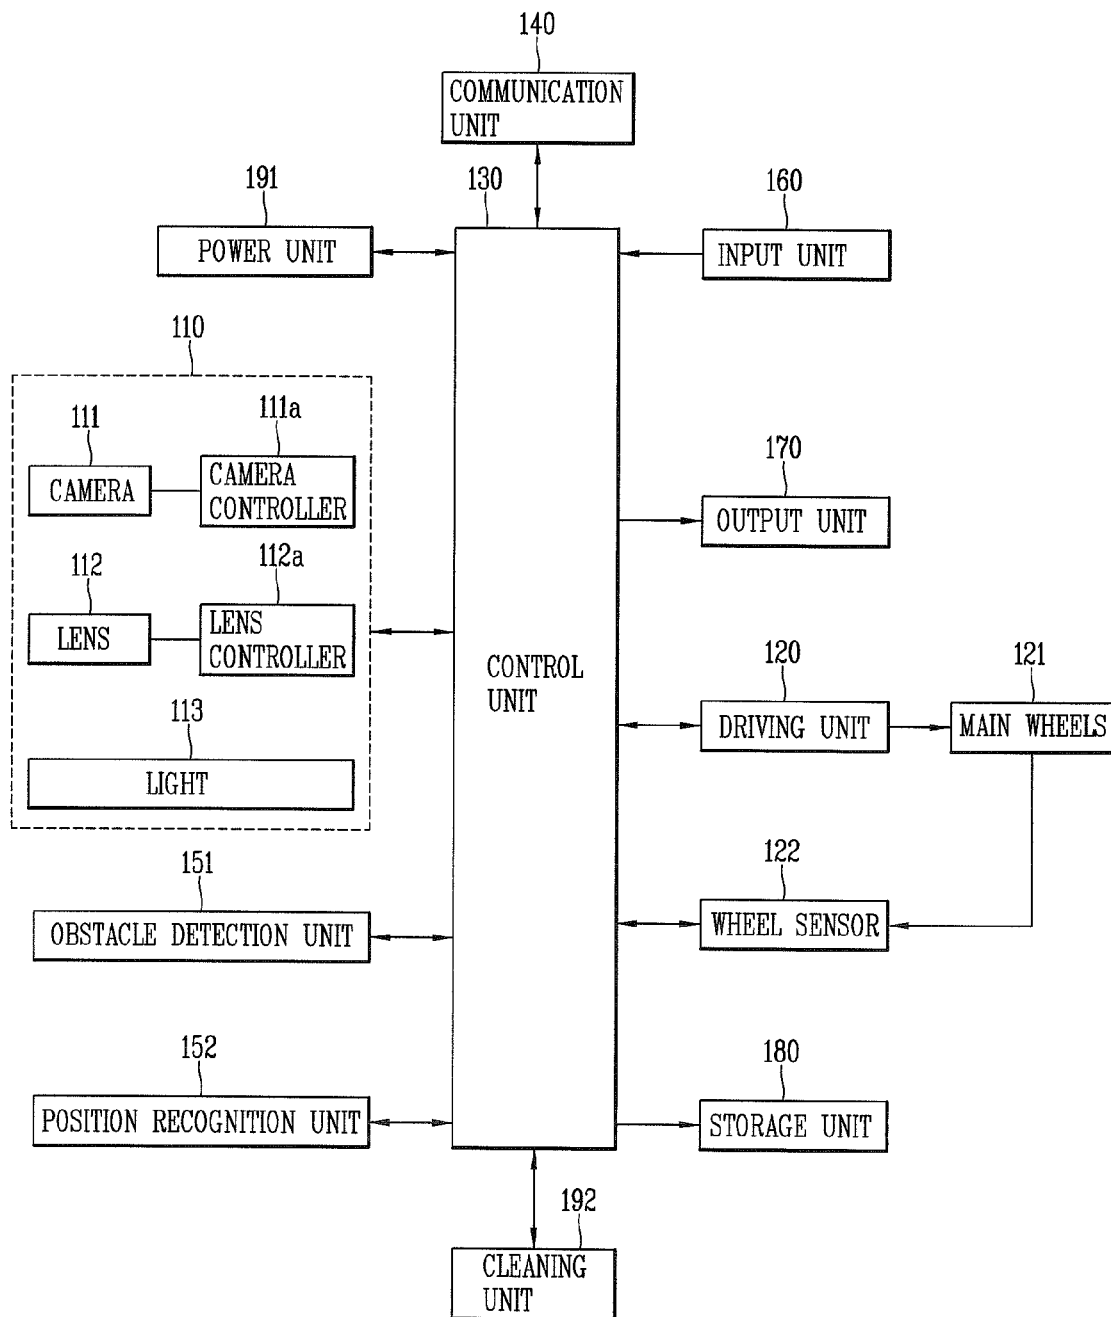 140
COMMUNICATION
UNIT
191
130
160
POWER UNIT
INPUT UNIT
110
111
111a
CAMERA
CAMERA
CONTROLLER
170
OUTPUT UNIT
112
112a
LENS
LENS
CONTROLLER
CONTROL
UNIT
120
121
DRIVING UNIT
MAIN WHEELS
113
LIGHT
151
122
OBSTACLE DETECTION UNIT
WHEEL SENSOR
152
180
POSITION RECOGNITION UNIT
STORAGE UNIT
192
CLEANING
UNIT